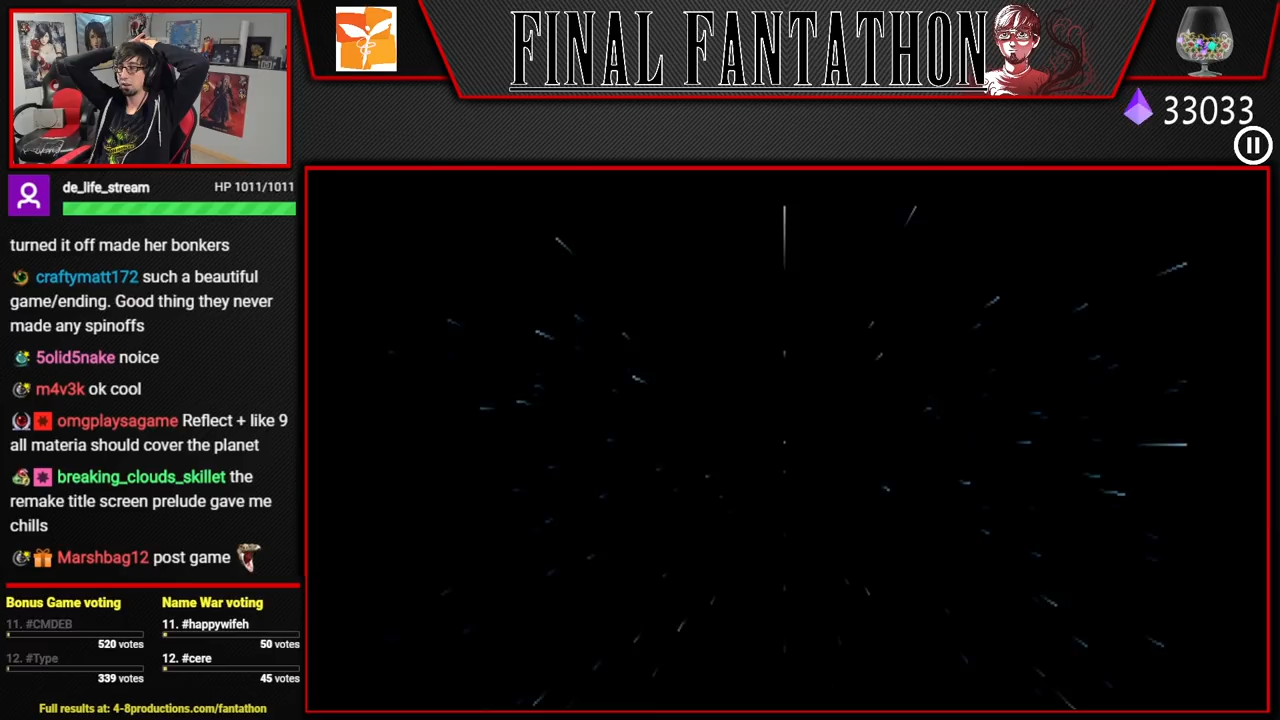 FINAL FANTATHON
33033
de_life_stream HP 1011/1011
turned it off made her bonkers
craftymatt172 such a beautiful
game/ending. Good thing they never
made any spinoffs
5olid5nake noice
m4v3k ok cool
omgplaysagame Reflect + like 9
all materia should cover the planet
breaking_clouds_skillet the
remake title screen prelude gave me
chills
Marshbag12 post game
Bonus Game voting Name War voting
11. #CMDEB 11. #happywifeh
520 votes 50 votes
12. #Type 12. #cere
339 votes 45 votes
Full results at: 4-8productions.com/fantathon